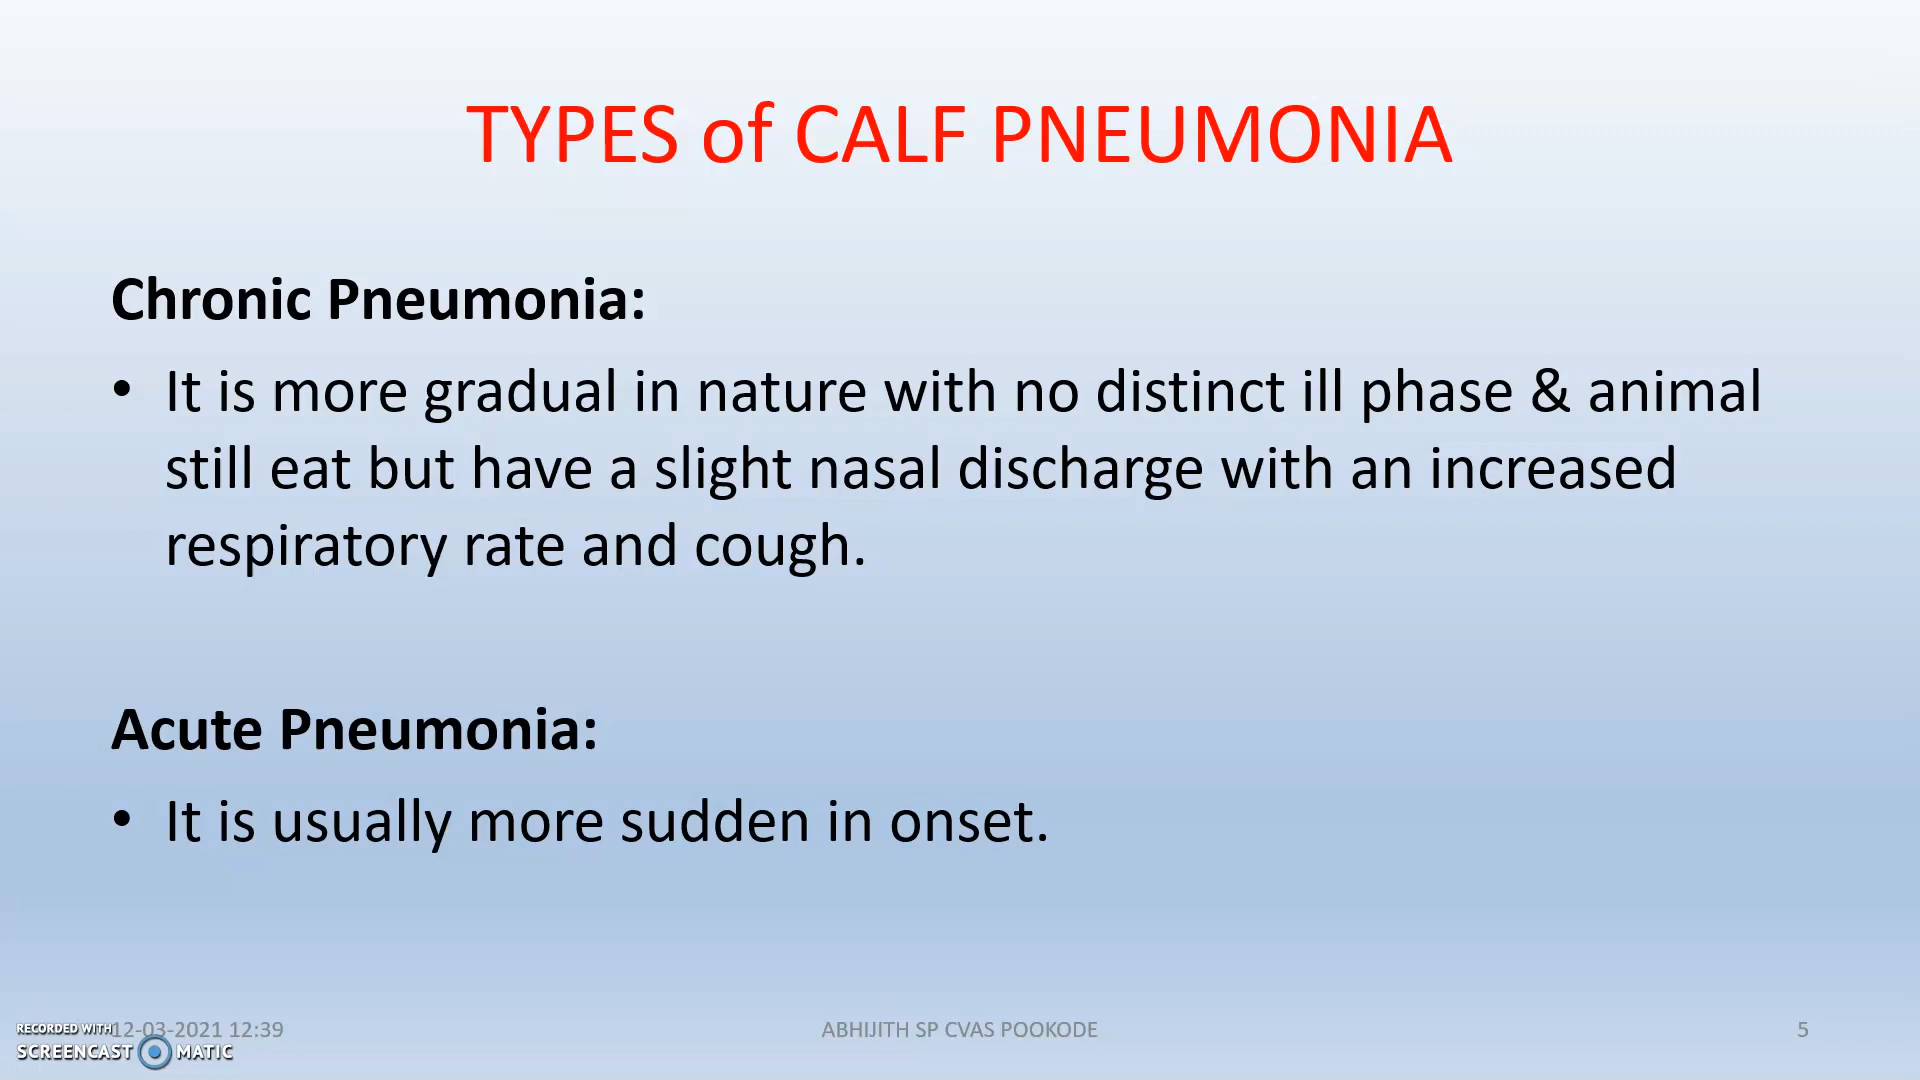 TYPES of CALF PNEUMONIA
Chronic Pneumonia:
• It is more gradual in nature with no distinct ill phase & animal
still eat but have a slight nasal discharge with an increased
respiratory rate and cough.
Acute Pneumonia:
• It is usually more sudden in onset.
RECORDED WITH
SCREENCAST MATIC
12-03-2021 12:39
ABHIJITH SP CVAS POOKODE
5